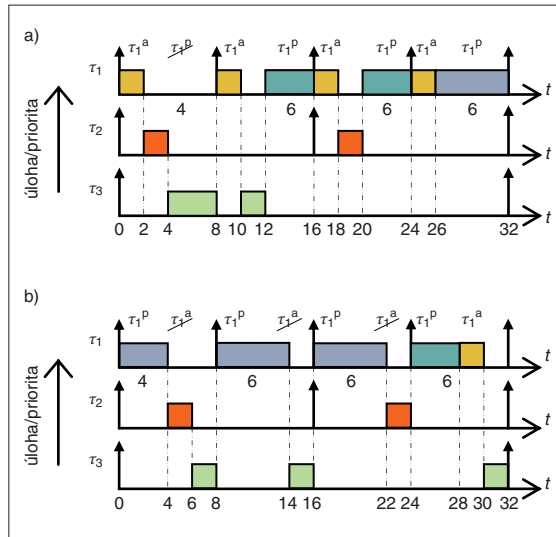 a)
τ₁ᵃ τ₁ᵖ τ₁ᵃ τ₁ᵖ τ₁ᵃ τ₁ᵖ τ₁ᵃ τ₁ᵖ
τ₁ t
4 6 6 6
τ₂ t
τ₃ t
0 2 4 8 10 12 16 18 20 24 26 32
úloha/priorita
b)
τ₁ᵖ τ₁ᵃ τ₁ᵖ τ₁ᵃ τ₁ᵖ τ₁ᵃ τ₁ᵖ τ₁ᵃ
τ₁ t
4 6 6 6
τ₂ t
τ₃ t
0 4 6 8 14 16 22 24 28 30 32
úloha/priorita